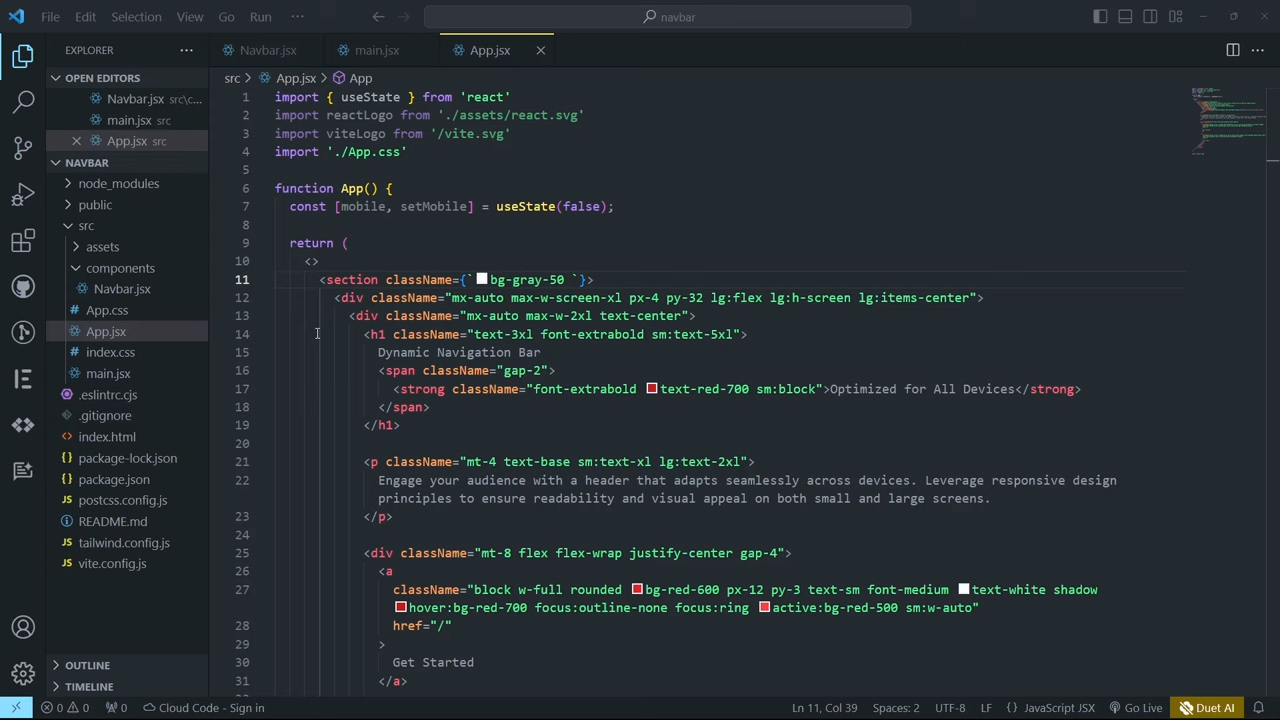 File Edit Selection View Go Run ··· navbar
EXPLORER ···
OPEN EDITORS
Navbar.jsx src\c...
main.jsx src
App.jsx src
NAVBAR
node_modules
public
src
assets
components
Navbar.jsx
App.css
App.jsx
index.css
main.jsx
.eslintrc.cjs
.gitignore
index.html
package-lock.json
package.json
postcss.config.js
README.md
tailwind.config.js
vite.config.js
OUTLINE
TIMELINE
Navbar.jsx main.jsx App.jsx
src > App.jsx > App
1 import { useState } from 'react'
2 import reactLogo from './assets/react.svg'
3 import viteLogo from '/vite.svg'
4 import './App.css'
5
6 function App() {
7 const [mobile, setMobile] = useState(false);
8
9 return (
10 <>
11 <section className={`bg-gray-50 `}>
12 <div className="mx-auto max-w-screen-xl px-4 py-32 lg:flex lg:h-screen lg:items-center">
13 <div className="mx-auto max-w-2xl text-center">
14 <h1 className="text-3xl font-extrabold sm:text-5xl">
15 Dynamic Navigation Bar
16 <span className="gap-2">
17 <strong className="font-extrabold text-red-700 sm:block">Optimized for All Devices</strong>
18 </span>
19 </h1>
20
21 <p className="mt-4 text-base sm:text-xl lg:text-2xl">
22 Engage your audience with a header that adapts seamlessly across devices. Leverage responsive design
principles to ensure readability and visual appeal on both small and large screens.
23 </p>
24
25 <div className="mt-8 flex flex-wrap justify-center gap-4">
26 <a
27 className="block w-full rounded bg-red-600 px-12 py-3 text-sm font-medium text-white shadow
hover:bg-red-700 focus:outline-none focus:ring active:bg-red-500 sm:w-auto"
28 href="/"
29 >
30 Get Started
31 </a>
0 0 0 Cloud Code - Sign in Ln 11, Col 39 Spaces: 2 UTF-8 LF {} JavaScript JSX Go Live Duet AI